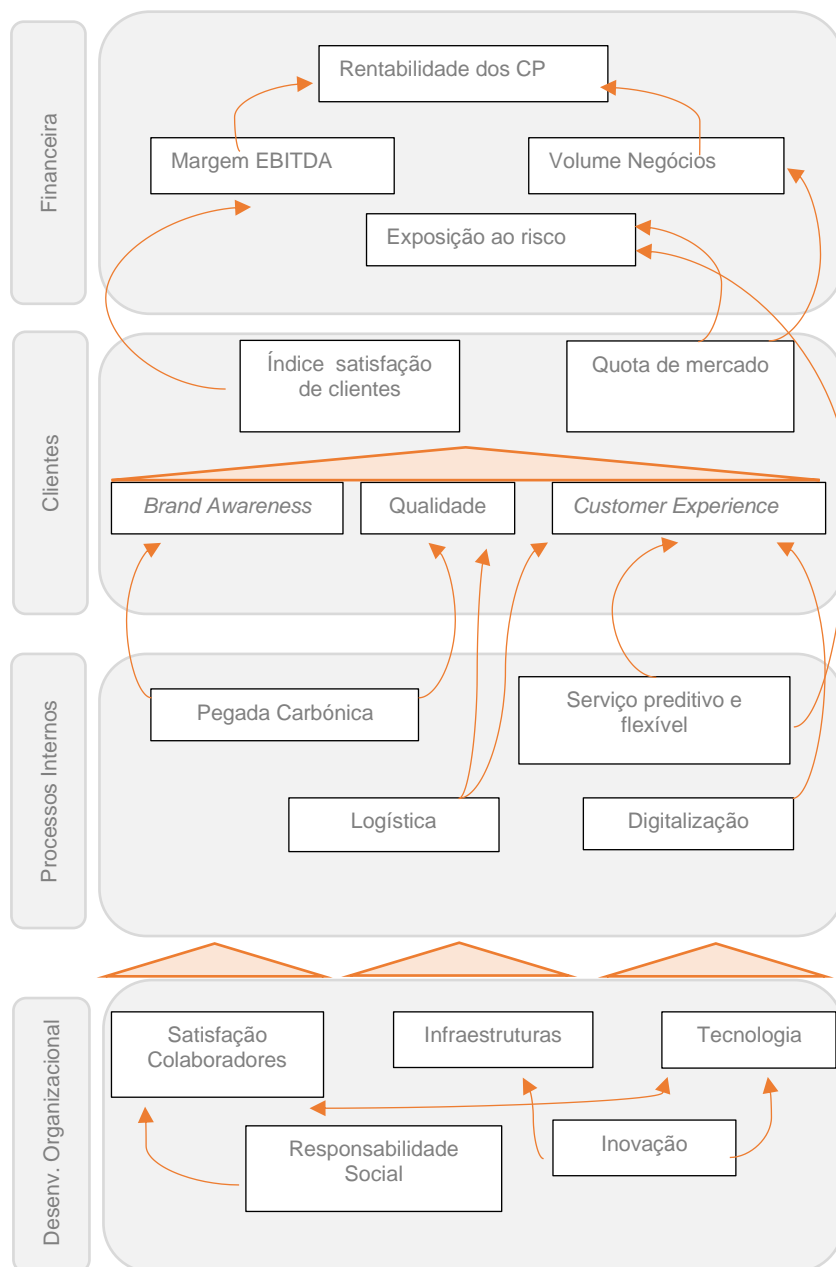 Financeira
Rentabilidade dos CP
Margem EBITDA
Volume Negócios
Exposição ao risco
Clientes
Índice satisfação
de clientes
Quota de mercado
Brand Awareness
Qualidade
Customer Experience
Processos Internos
Pegada Carbónica
Serviço preditivo e
flexível
Logística
Digitalização
Desenv. Organizacional
Satisfação
Colaboradores
Infraestruturas
Tecnologia
Responsabilidade
Social
Inovação